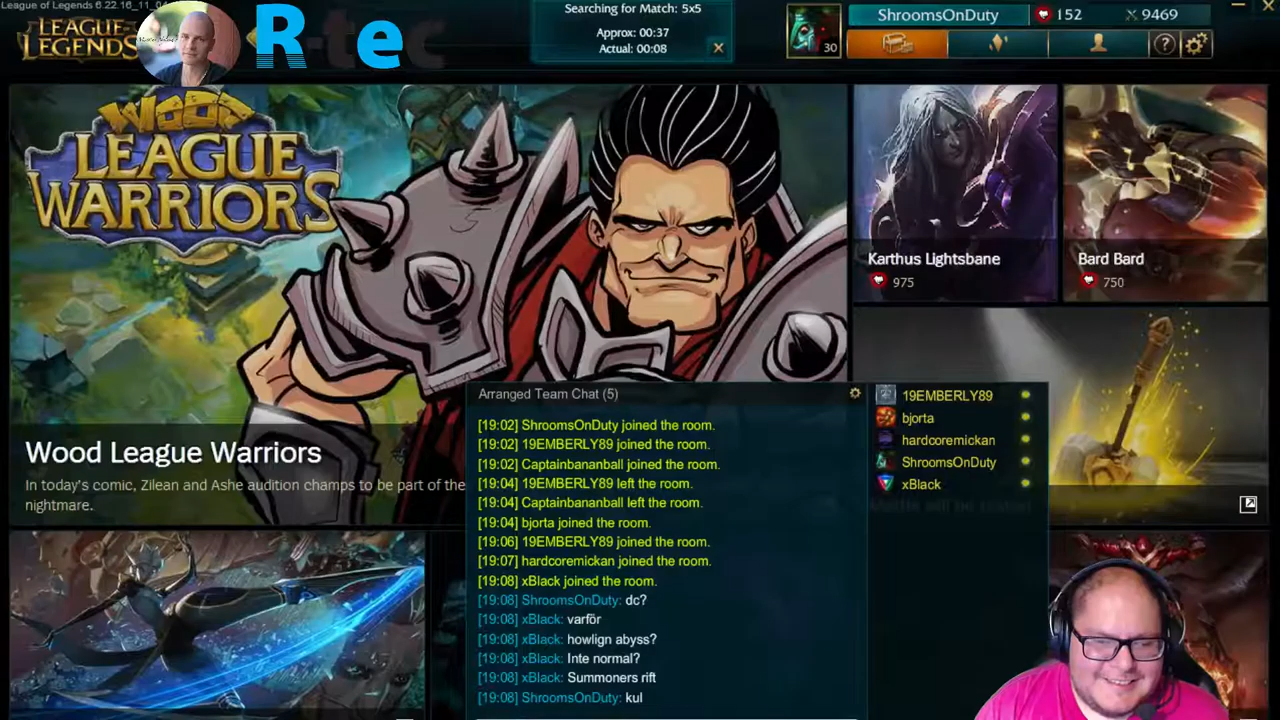 League of Legends 6.22.16_11_0
LEAGUE
LEGENDS
R-tec
Searching for Match: 5x5
Approx: 00:37
Actual: 00:08
30
ShroomsOnDuty
152
9469
WOOD
LEAGUE
WARRIORS
Karthus Lightsbane
975
Bard Bard
750
Wood League Warriors
In today's comic, Zilean and Ashe audition champs to be part of the
nightmare.
Arranged Team Chat (5)
[19:02] ShroomsOnDuty joined the room.
[19:02] 19EMBERLY89 joined the room.
[19:02] Captainbananball joined the room.
[19:04] 19EMBERLY89 left the room.
[19:04] Captainbananball left the room.
[19:04] bjorta joined the room.
[19:06] 19EMBERLY89 joined the room.
[19:07] hardcoremickan joined the room.
[19:08] xBlack joined the room.
[19:08] ShroomsOnDuty: dc?
[19:08] xBlack: varför
[19:08] xBlack: howlign abyss?
[19:08] xBlack: Inte normal?
[19:08] xBlack: Summoners rift
[19:08] ShroomsOnDuty: kul
19EMBERLY89
bjorta
hardcoremickan
ShroomsOnDuty
xBlack